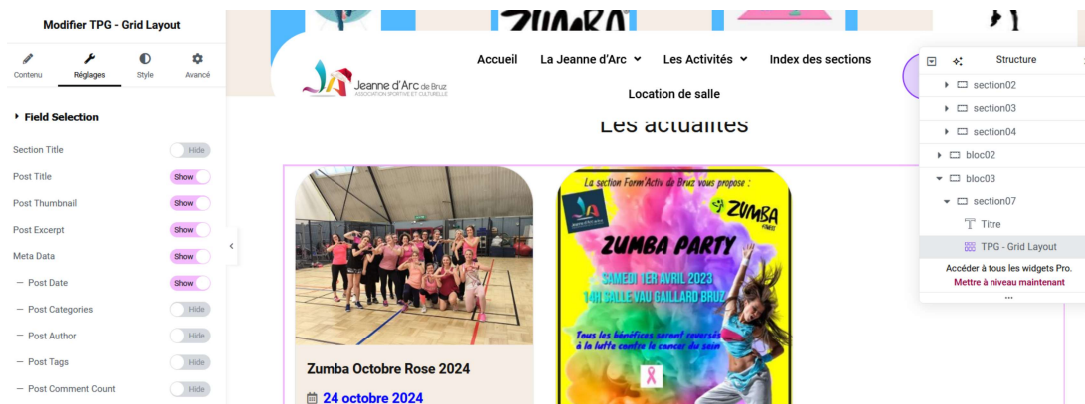 Modifier TPG - Grid Layout
Contenu
Réglages
Style
Avancé
Field Selection
Section Title
Hide
Post Title
Show
Post Thumbnail
Show
Post Excerpt
Show
Meta Data
Show
– Post Date
Show
– Post Categories
Hide
– Post Author
Hide
– Post Tags
Hide
– Post Comment Count
Hide
ZUMBA
Jeanne d'Arc de Bruz
ASSOCIATION SPORTIVE ET CULTURELLE
Accueil
La Jeanne d'Arc
Les Activités
Index des sections
Location de salle
Les actualités
Zumba Octobre Rose 2024
24 octobre 2024
La section Form'Activ de Bruz vous propose :
ZUMBA
FITNESS
ZUMBA PARTY
SAMEDI 1ER AVRIL 2023
14H SALLE VAU GAILLARD BRUZ
Tous les bénéfices seront reversés
à la lutte contre le cancer du sein
Structure
section02
section03
section04
bloc02
bloc03
section07
Titre
TPG - Grid Layout
Accéder à tous les widgets Pro.
Mettre à niveau maintenant